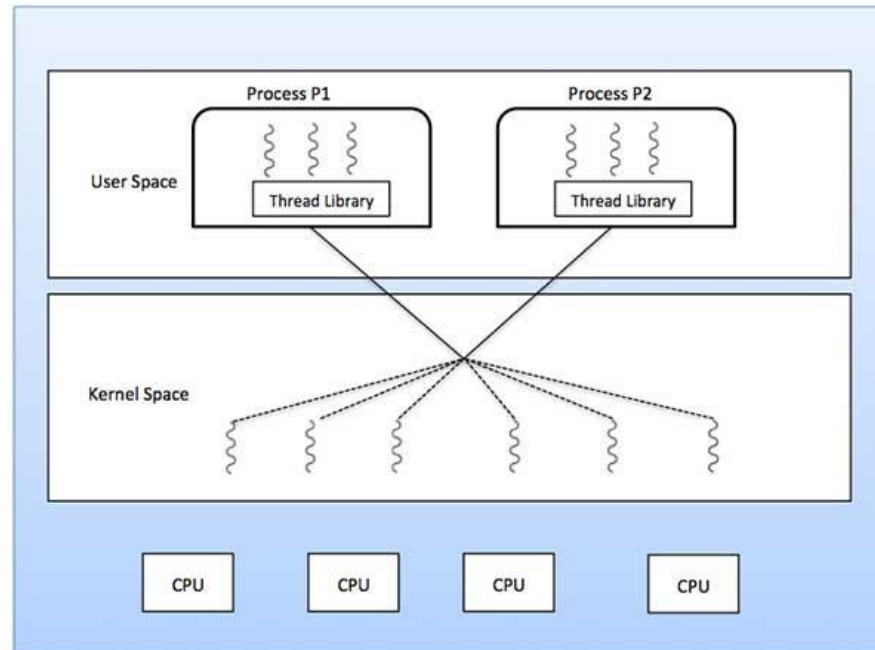 Process P1
Process P2
User Space
Thread Library
Thread Library
Kernel Space
CPU
CPU
CPU
CPU